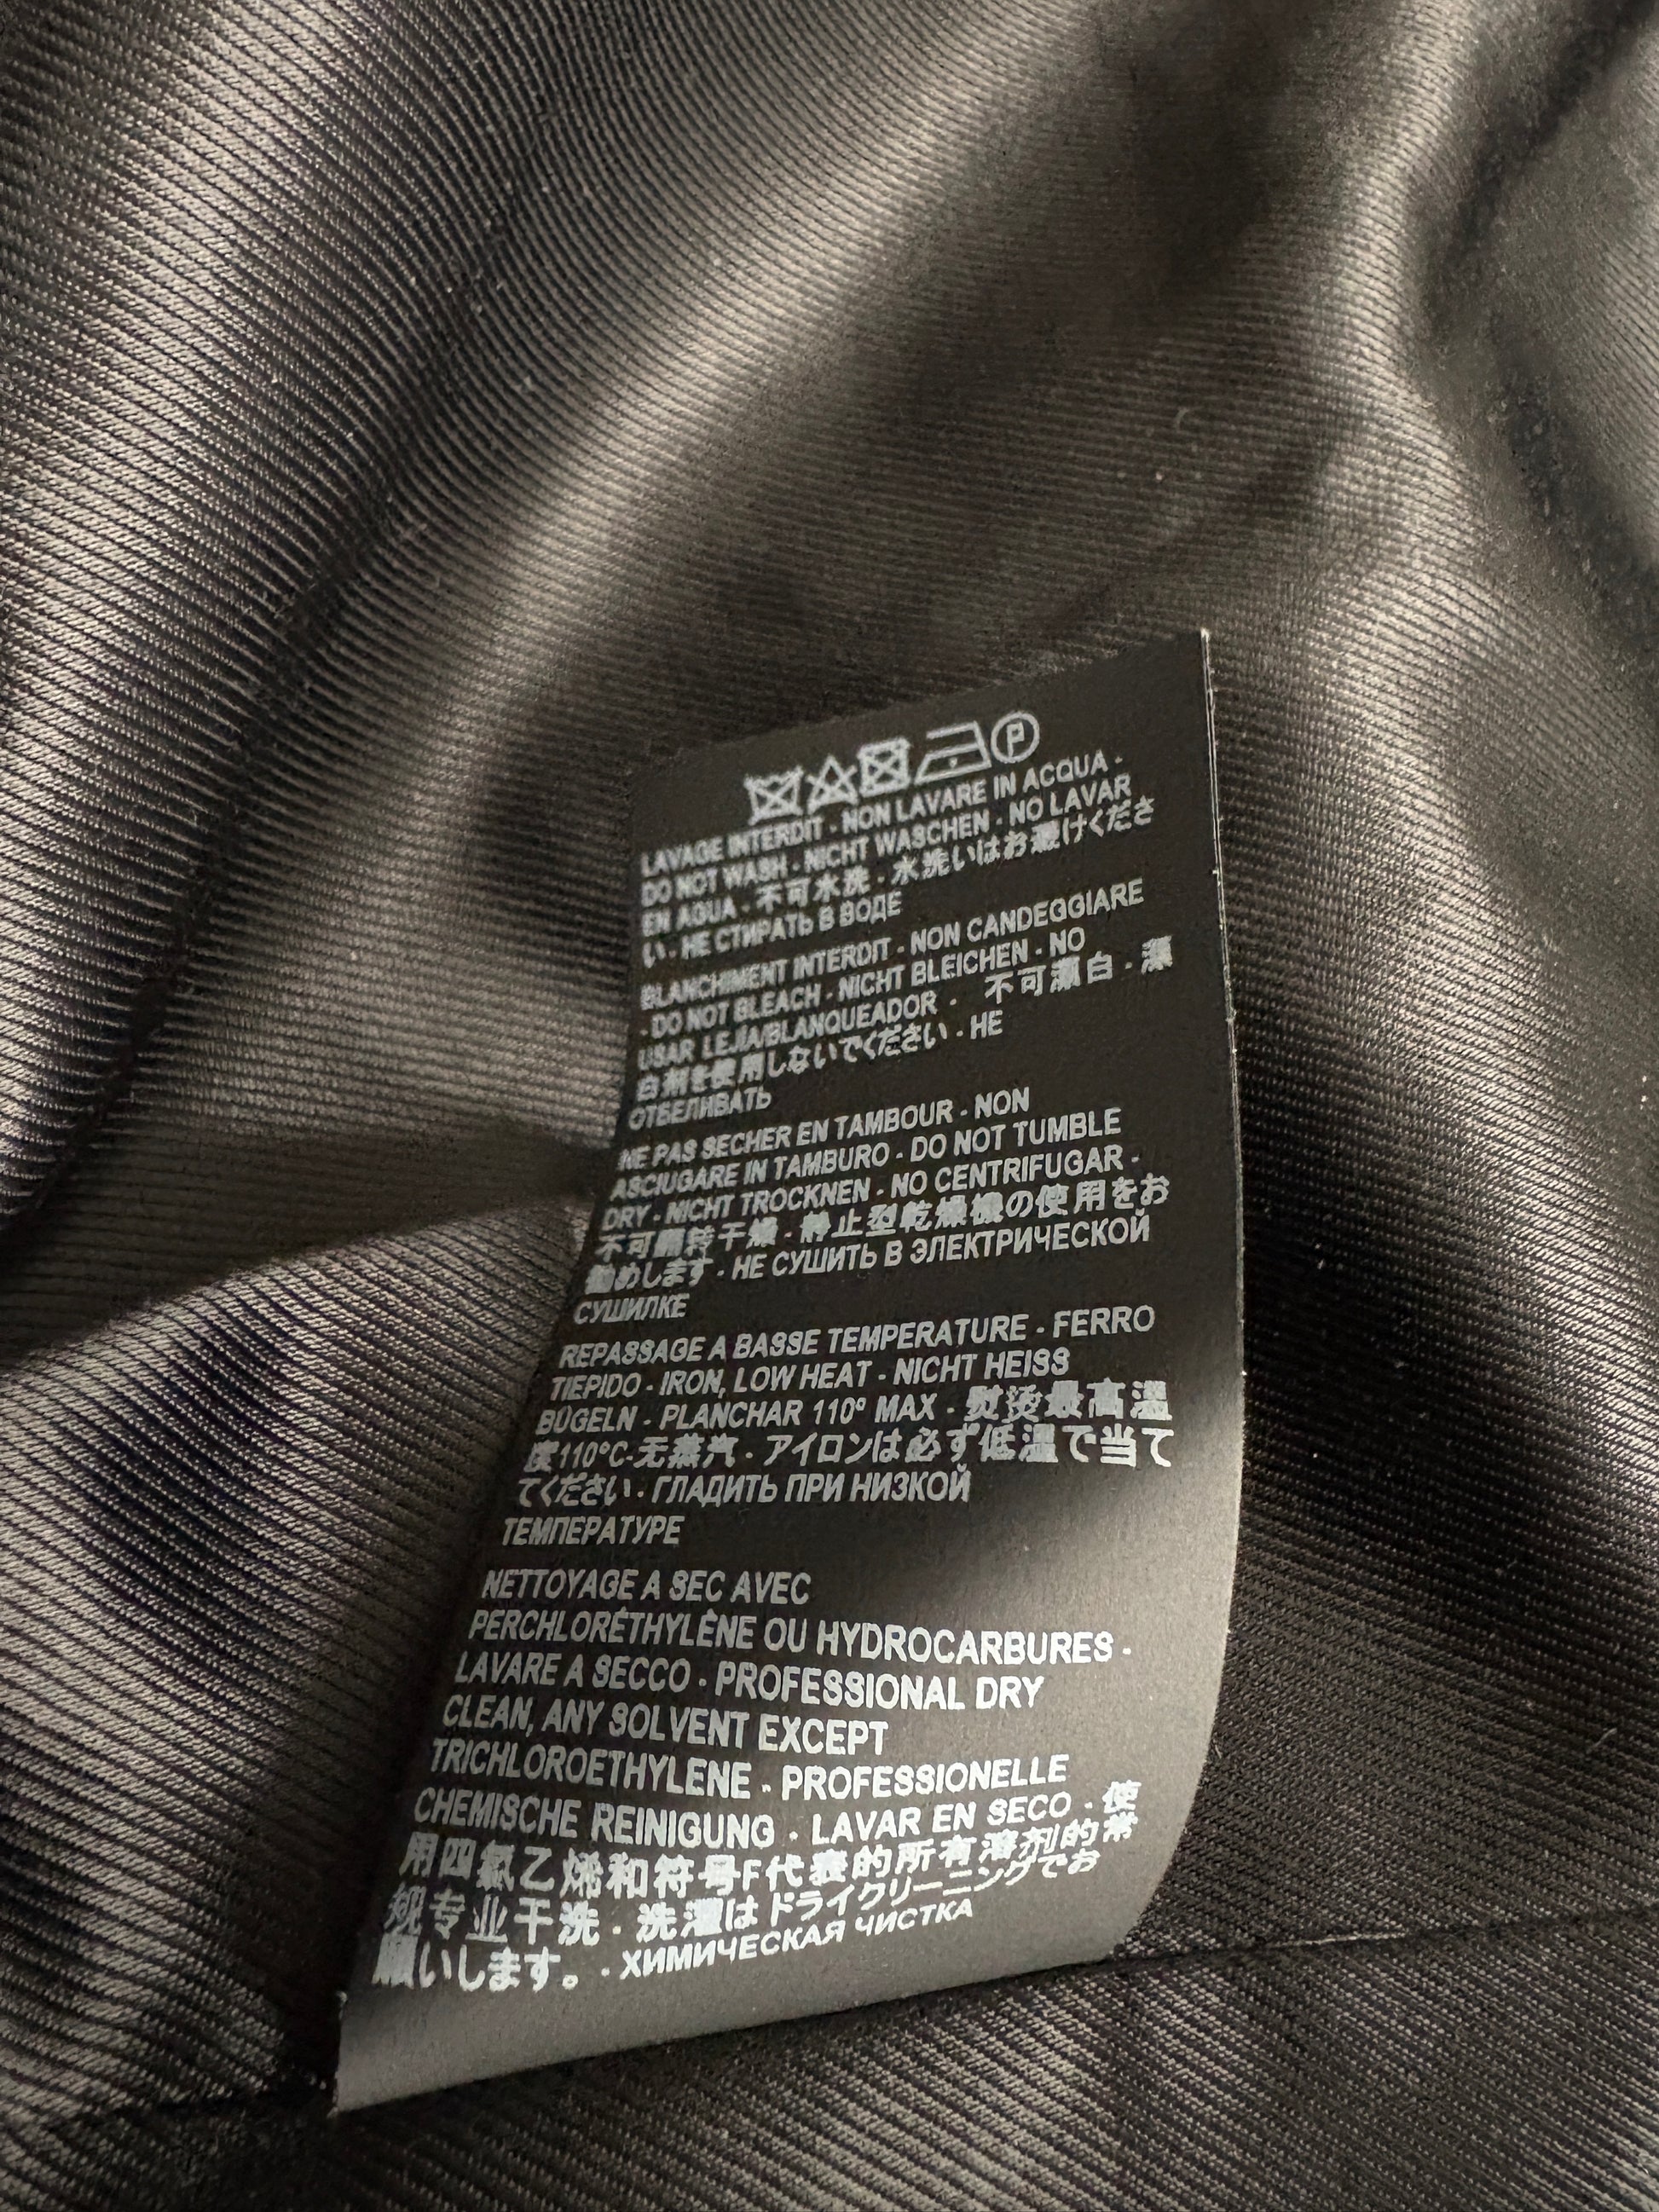 LAVAGE INTERDIT - NON LAVARE IN ACQUA -
DO NOT WASH - NICHT WASCHEN - NO LAVAR
EN AGUA - 不可水洗 - 水洗いはお避けくださ
い - НЕ СТИРАТЬ В ВОДЕ
BLANCHIMENT INTERDIT - NON CANDEGGIARE
- DO NOT BLEACH - NICHT BLEICHEN - NO
USAR LEJÍA/BLANQUEADOR - 不可漂白 - 漂
白剤を使用しないでください - НЕ
ОТБЕЛИВАТЬ
NE PAS SECHER EN TAMBOUR - NON
ASCIUGARE IN TAMBURO - DO NOT TUMBLE
DRY - NICHT TROCKNEN - NO CENTRIFUGAR -
不可翻转干燥 - 静止型乾燥機の使用をお
勧めします - НЕ СУШИТЬ В ЭЛЕКТРИЧЕСКОЙ
СУШИЛКЕ
REPASSAGE A BASSE TEMPERATURE - FERRO
TIEPIDO - IRON, LOW HEAT - NICHT HEISS
BÜGELN - PLANCHAR 110º MAX - 熨烫最高温
度110°C-无蒸汽 - アイロンは必ず低温で当て
てください - ГЛАДИТЬ ПРИ НИЗКОЙ
ТЕМПЕРАТУРЕ
NETTOYAGE A SEC AVEC
PERCHLORÉTHYLÈNE OU HYDROCARBURES -
LAVARE A SECCO - PROFESSIONAL DRY
CLEAN, ANY SOLVENT EXCEPT
TRICHLOROETHYLENE - PROFESSIONELLE
CHEMISCHE REINIGUNG - LAVAR EN SECO - 使
用四氯乙烯和符号F代表的所有溶剂的常
规专业干洗 - 洗濯はドライクリーニングでお
願いします。 - ХИМИЧЕСКАЯ ЧИСТКА